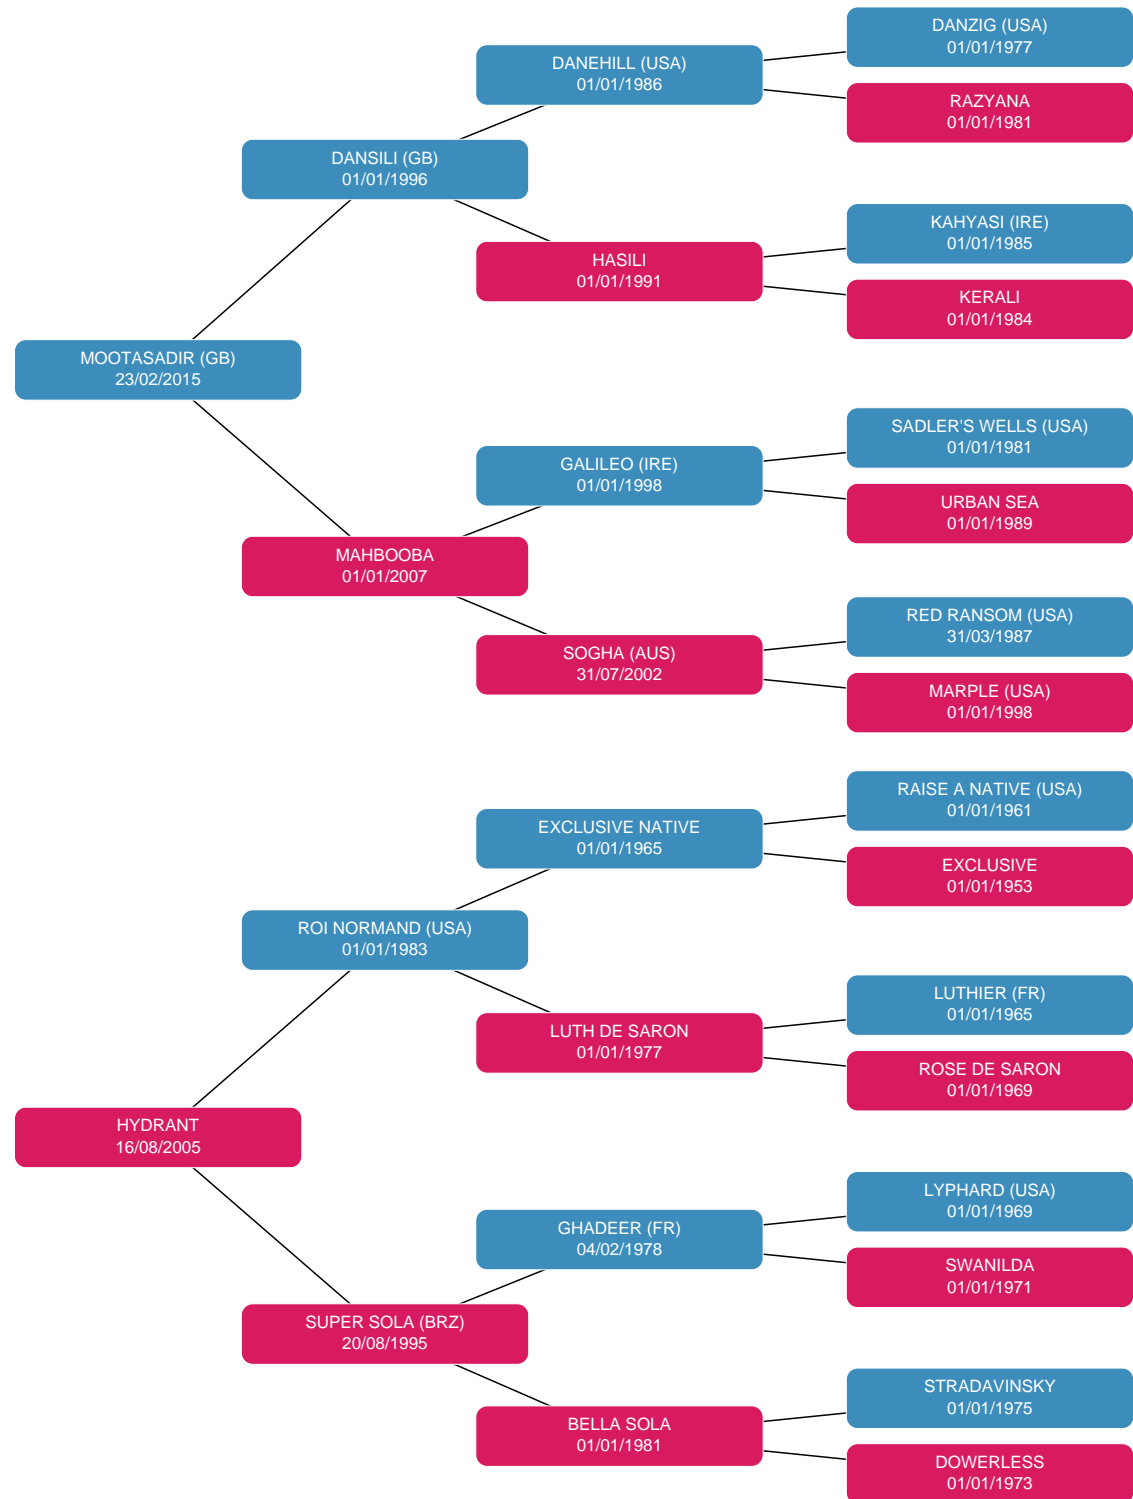 DANZIG (USA)
01/01/1977
DANEHILL (USA)
01/01/1986
RAZYANA
01/01/1981
DANSILI (GB)
01/01/1996
KAHYASI (IRE)
01/01/1985
HASILI
01/01/1991
KERALI
01/01/1984
MOOTASADIR (GB)
23/02/2015
SADLER'S WELLS (USA)
01/01/1981
GALILEO (IRE)
01/01/1998
URBAN SEA
01/01/1989
MAHBOOBA
01/01/2007
RED RANSOM (USA)
31/03/1987
SOGHA (AUS)
31/07/2002
MARPLE (USA)
01/01/1998
RAISE A NATIVE (USA)
01/01/1961
EXCLUSIVE NATIVE
01/01/1965
EXCLUSIVE
01/01/1953
ROI NORMAND (USA)
01/01/1983
LUTHIER (FR)
01/01/1965
LUTH DE SARON
01/01/1977
ROSE DE SARON
01/01/1969
HYDRANT
16/08/2005
LYPHARD (USA)
01/01/1969
GHADEER (FR)
04/02/1978
SWANILDA
01/01/1971
SUPER SOLA (BRZ)
20/08/1995
STRADAVINSKY
01/01/1975
BELLA SOLA
01/01/1981
DOWERLESS
01/01/1973